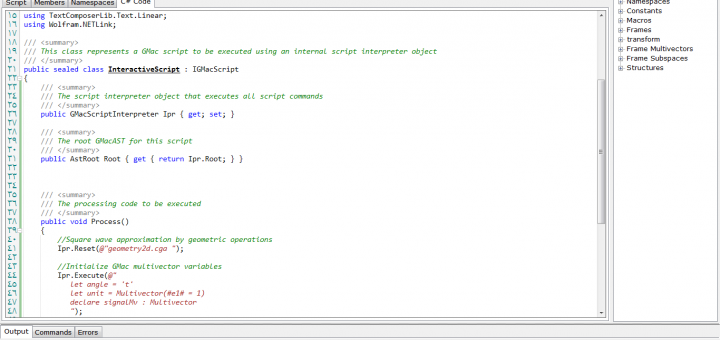 Script Members Namespaces C# Code
١٥ using TextComposerLib.Text.Linear;
١٦ using Wolfram.NETLink;
١٧
١٨ /// <summary>
١٩ /// This class represents a GMac script to be executed using an internal script interpreter object
٢٠ /// </summary>
٢١ public sealed class InteractiveScript : IGMacScript
٢٢ {
٢٣ /// <summary>
٢٤ /// The script interpreter object that executes all script commands
٢٥ /// </summary>
٢٦ public GMacScriptInterpreter Ipr { get; set; }
٢٧
٢٨ /// <summary>
٢٩ /// The root GMacAST for this script
٣٠ /// </summary>
٣١ public AstRoot Root { get { return Ipr.Root; } }
٣٢
٣٣
٣٤
٣٥ /// <summary>
٣٦ /// The processing code to be executed
٣٧ /// </summary>
٣٨ public void Process()
٣٩ {
٤٠ //Square wave approximation by geometric operations
٤١ Ipr.Reset(@"geometry2d.cga ");
٤٢
٤٣ //Initialize GMac multivector variables
٤٤ Ipr.Execute(@"
٤٥ let angle = 't'
٤٦ let unit = Multivector(#e1# = 1)
٤٧ declare signalMv : Multivector
٤٨ ");
Namespaces
Constants
Macros
Frames
transform
Frame Multivectors
Frame Subspaces
Structures
Output Commands Errors